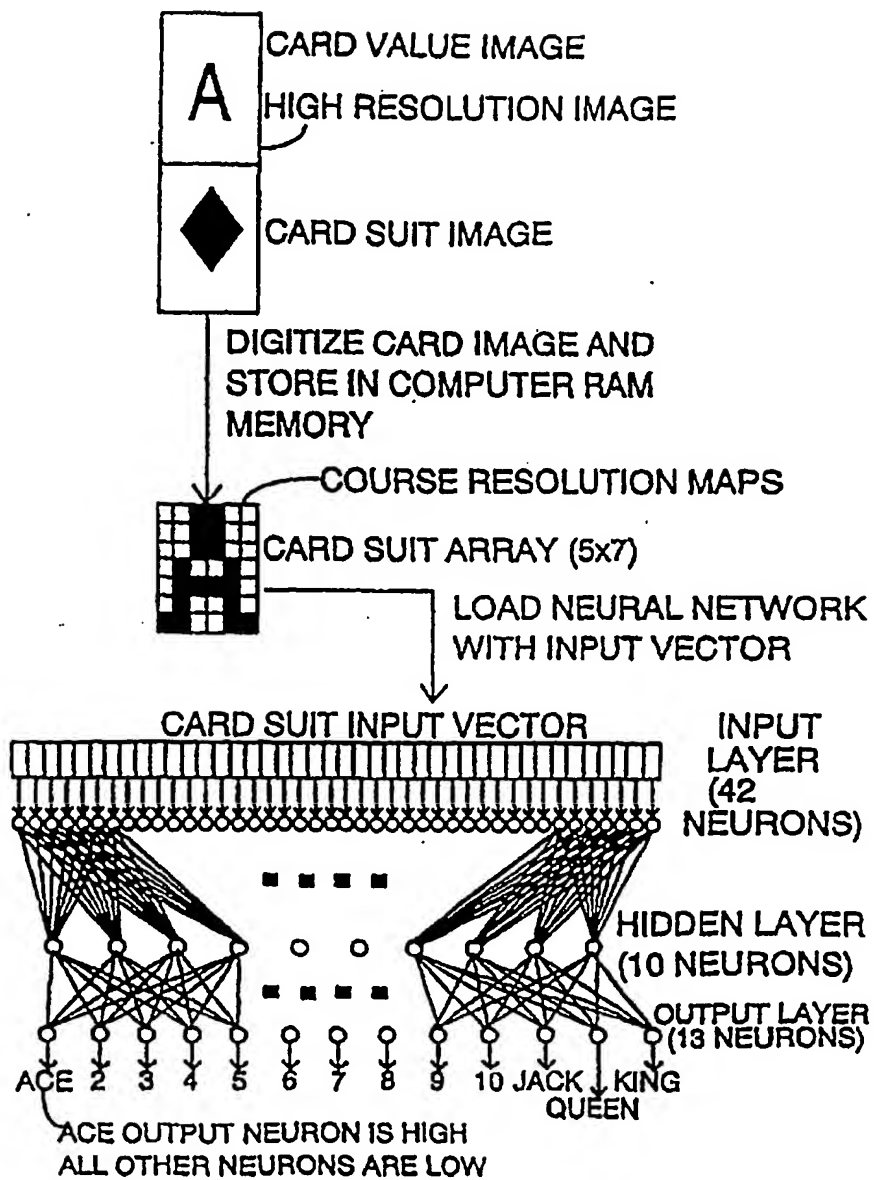 CARD VALUE IMAGE
A
HIGH RESOLUTION IMAGE
CARD SUIT IMAGE
DIGITIZE CARD IMAGE AND
STORE IN COMPUTER RAM
MEMORY
COURSE RESOLUTION MAPS
CARD SUIT ARRAY (5x7)
LOAD NEURAL NETWORK
WITH INPUT VECTOR
CARD SUIT INPUT VECTOR
INPUT
LAYER
(42
NEURONS)
HIDDEN LAYER
(10 NEURONS)
OUTPUT LAYER
(13 NEURONS)
ACE 2 3 4 5 6 7 8 9 10 JACK KING
QUEEN
ACE OUTPUT NEURON IS HIGH
ALL OTHER NEURONS ARE LOW